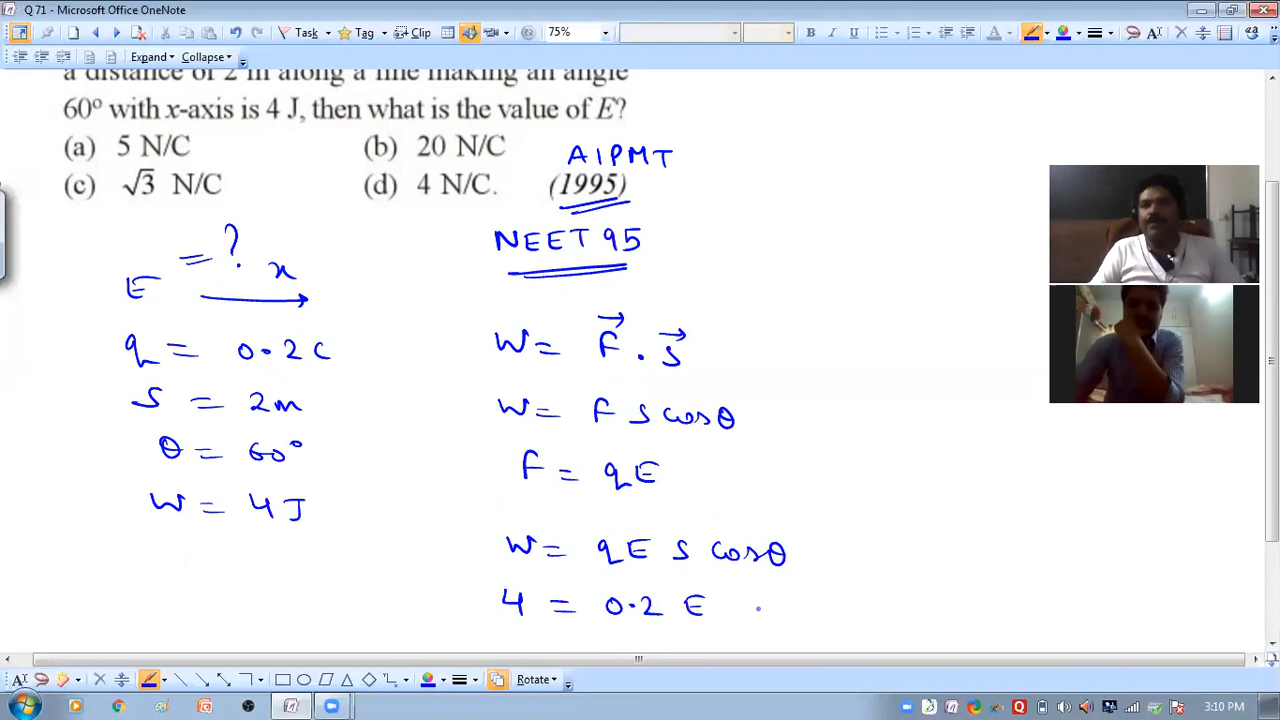 Q 71 - Microsoft Office OneNote
Task Tag Clip 75% B I U
Expand Collapse
a distance of 2 m along a line making an angle
60° with x-axis is 4 J, then what is the value of E?
(a) 5 N/C (b) 20 N/C
(c) √3 N/C (d) 4 N/C. (1995)
AIPMT
NEET 95
E = ? x
q = 0.2 C
s = 2m
θ = 60°
W = 4 J
W = F . s
W = F s cosθ
F = qE
W = qE s cosθ
4 = 0.2 E .
Rotate
3:10 PM